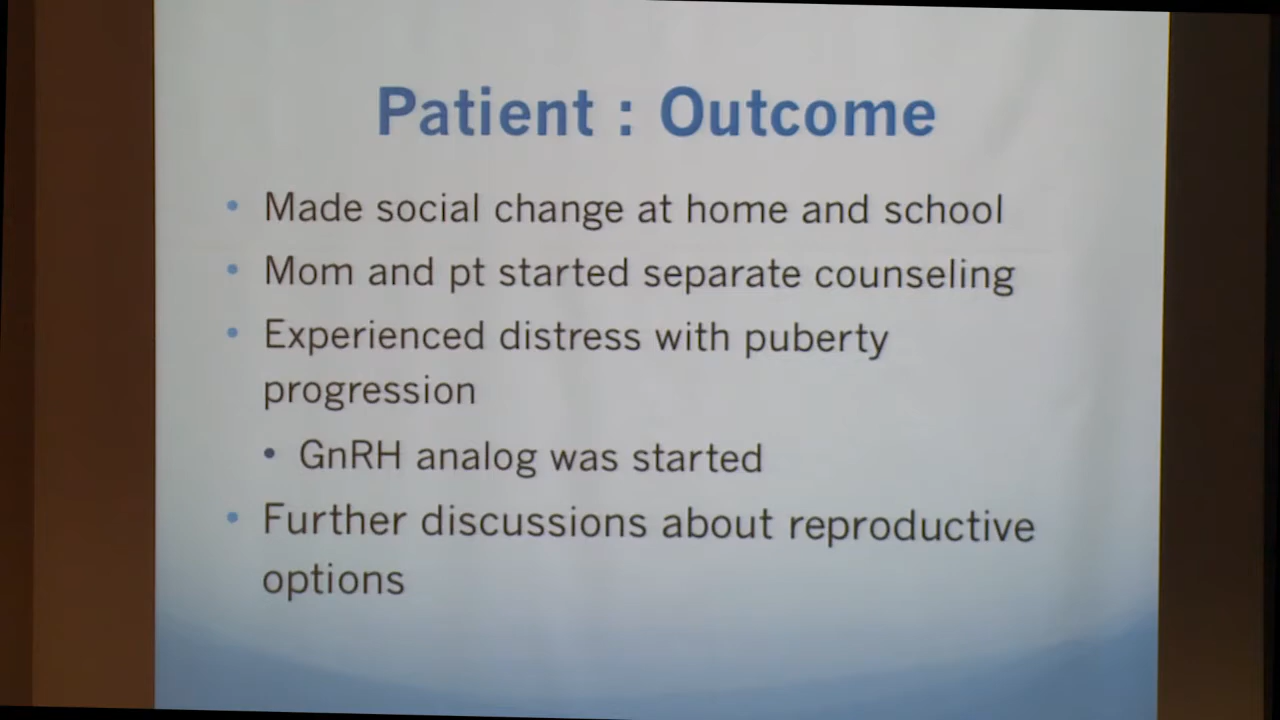 Patient : Outcome
• Made social change at home and school
• Mom and pt started separate counseling
• Experienced distress with puberty
progression
• GnRH analog was started
• Further discussions about reproductive
options